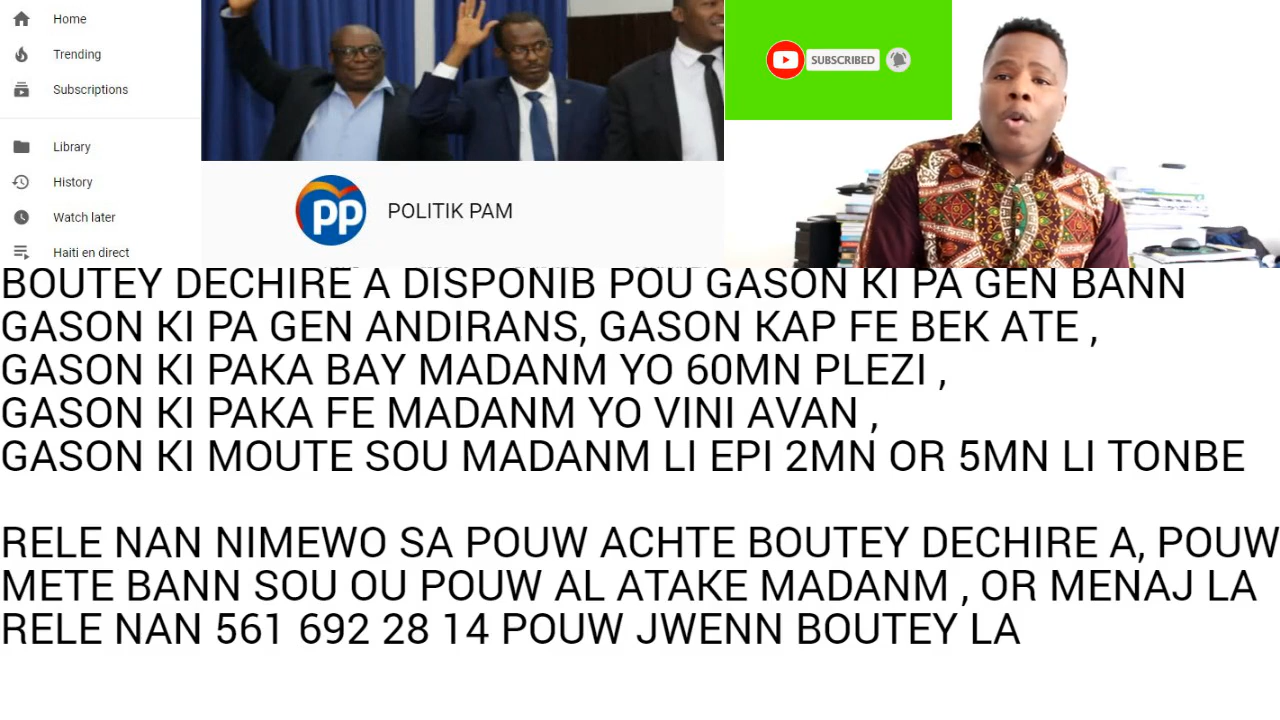 Home
Trending
Subscriptions
Library
History
Watch later
Haiti en direct
SUBSCRIBED
pp
POLITIK PAM
BOUTEY DECHIRE A DISPONIB POU GASON KI PA GEN BANN
GASON KI PA GEN ANDIRANS, GASON KAP FE BEK ATE ,
GASON KI PAKA BAY MADANM YO 60MN PLEZI ,
GASON KI PAKA FE MADANM YO VINI AVAN ,
GASON KI MOUTE SOU MADANM LI EPI 2MN OR 5MN LI TONBE
RELE NAN NIMEWO SA POUW ACHTE BOUTEY DECHIRE A, POUW
METE BANN SOU OU POUW AL ATAKE MADANM , OR MENAJ LA
RELE NAN 561 692 28 14 POUW JWENN BOUTEY LA